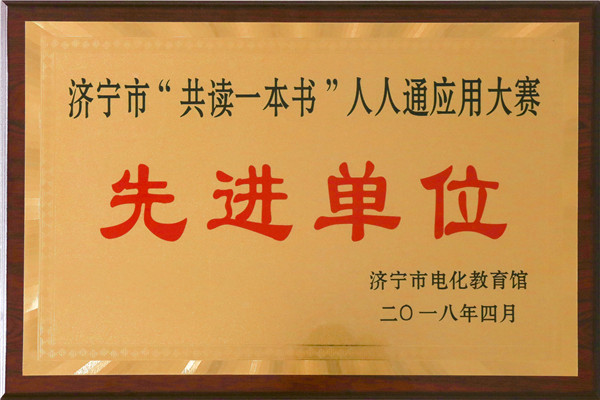 济宁市“共读一本书”人人通应用大赛
先进单位
济宁市电化教育馆
二〇一八年四月